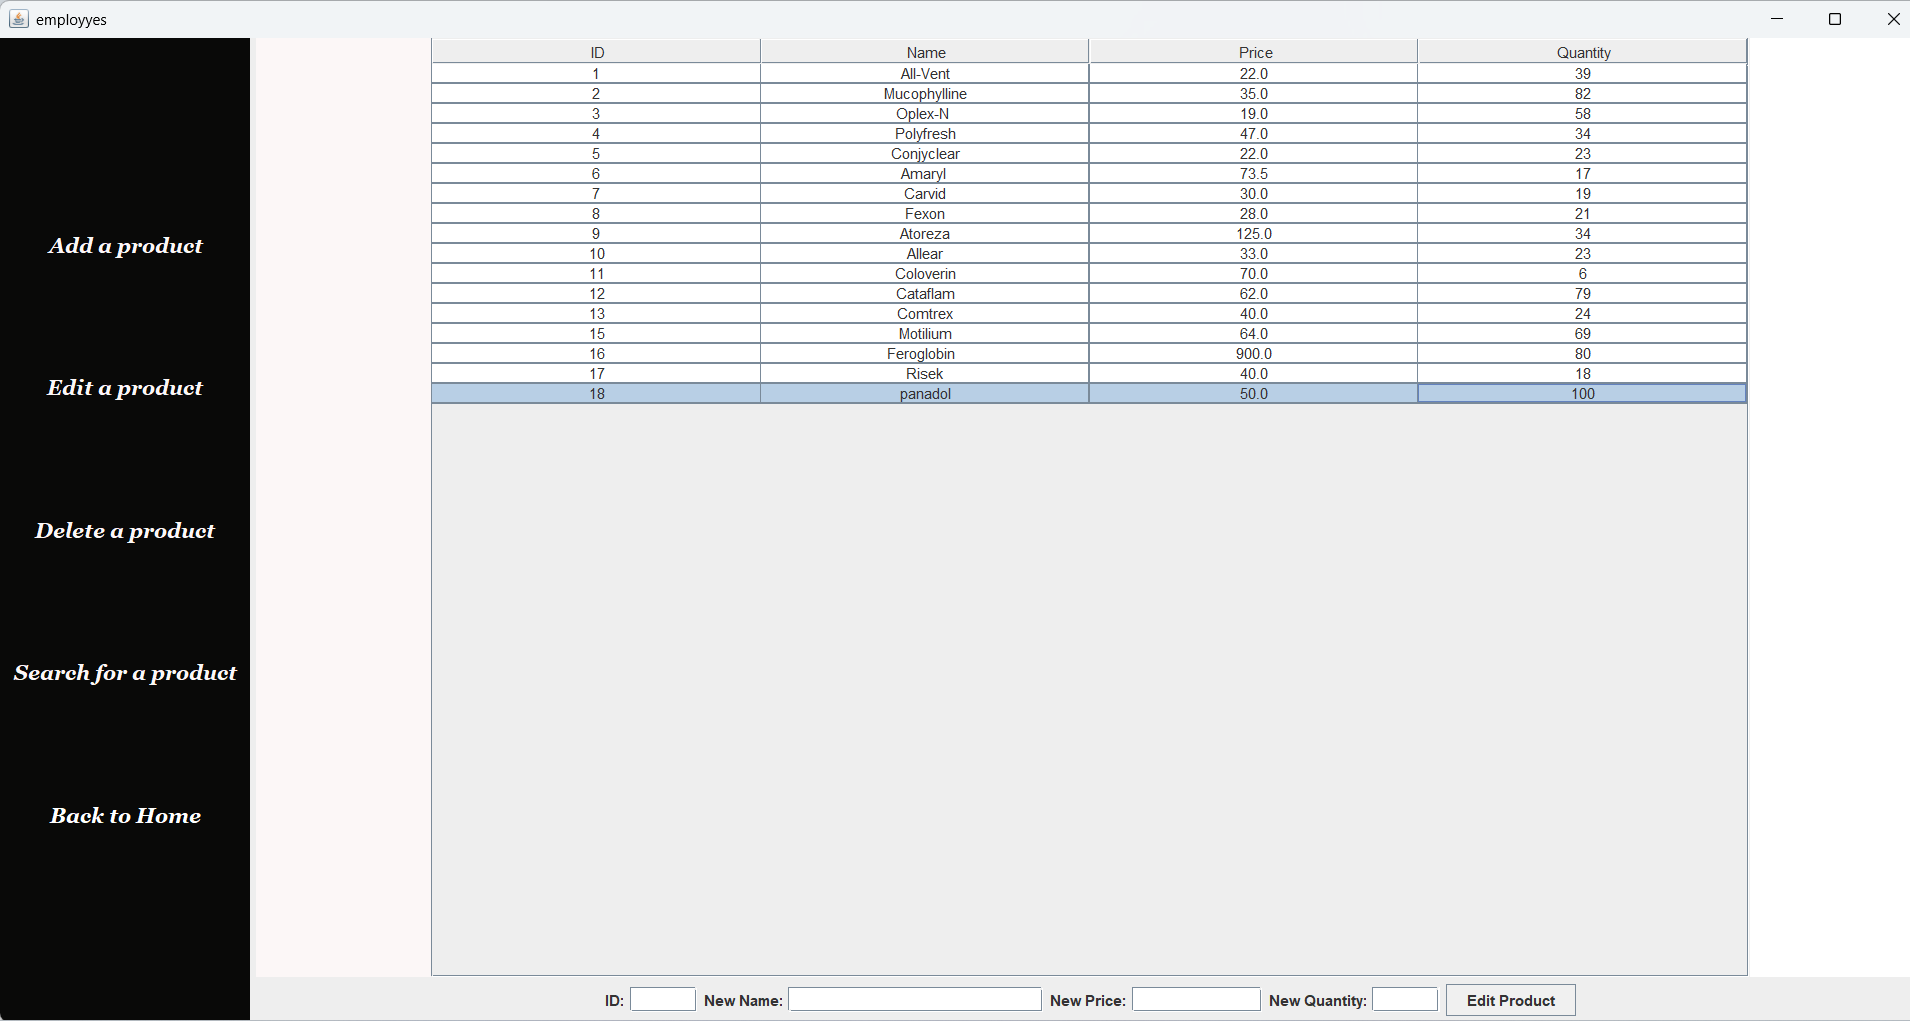 employyes
Add a product
Edit a product
Delete a product
Search for a product
Back to Home
ID Name Price Quantity
1 All-Vent 22.0 39
2 Mucophylline 35.0 82
3 Oplex-N 19.0 58
4 Polyfresh 47.0 34
5 Conjyclear 22.0 23
6 Amaryl 73.5 17
7 Carvid 30.0 19
8 Fexon 28.0 21
9 Atoreza 125.0 34
10 Allear 33.0 23
11 Coloverin 70.0 6
12 Cataflam 62.0 79
13 Comtrex 40.0 24
15 Motilium 64.0 69
16 Feroglobin 900.0 80
17 Risek 40.0 18
18 panadol 50.0 100
ID: New Name: New Price: New Quantity: Edit Product